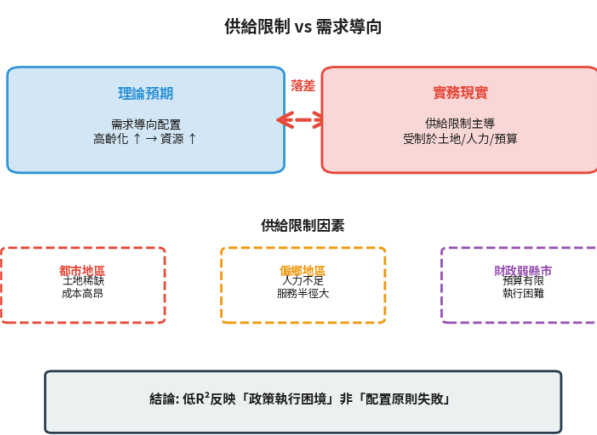 供給限制 vs 需求導向
理論預期
需求導向配置
高齡化 ↑ → 資源 ↑
落差
實務現實
供給限制主導
受制於土地/人力/預算
供給限制因素
都市地區
土地稀缺
成本高昂
偏鄉地區
人力不足
服務半徑大
財政弱縣市
預算有限
執行困難
結論: 低R²反映「政策執行困境」非「配置原則失敗」